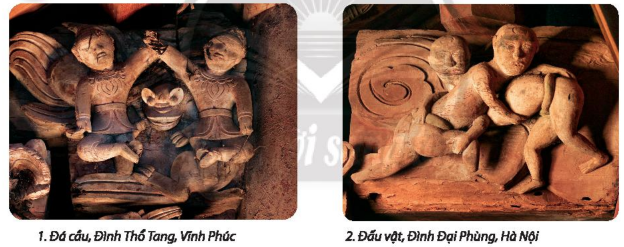 1. Đá cầu, Đình Thổ Tang, Vĩnh Phúc
2. Đấu vật, Đình Đại Phùng, Hà Nội